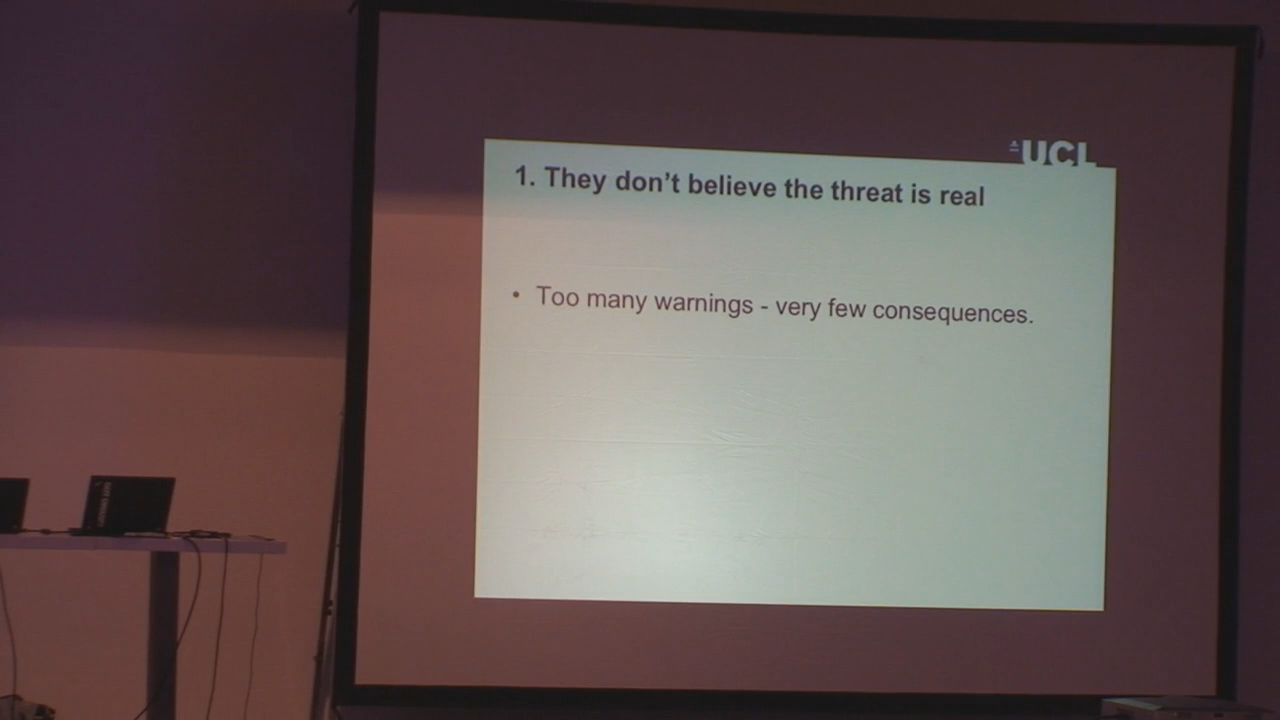 UCL
1. They don't believe the threat is real
• Too many warnings - very few consequences.